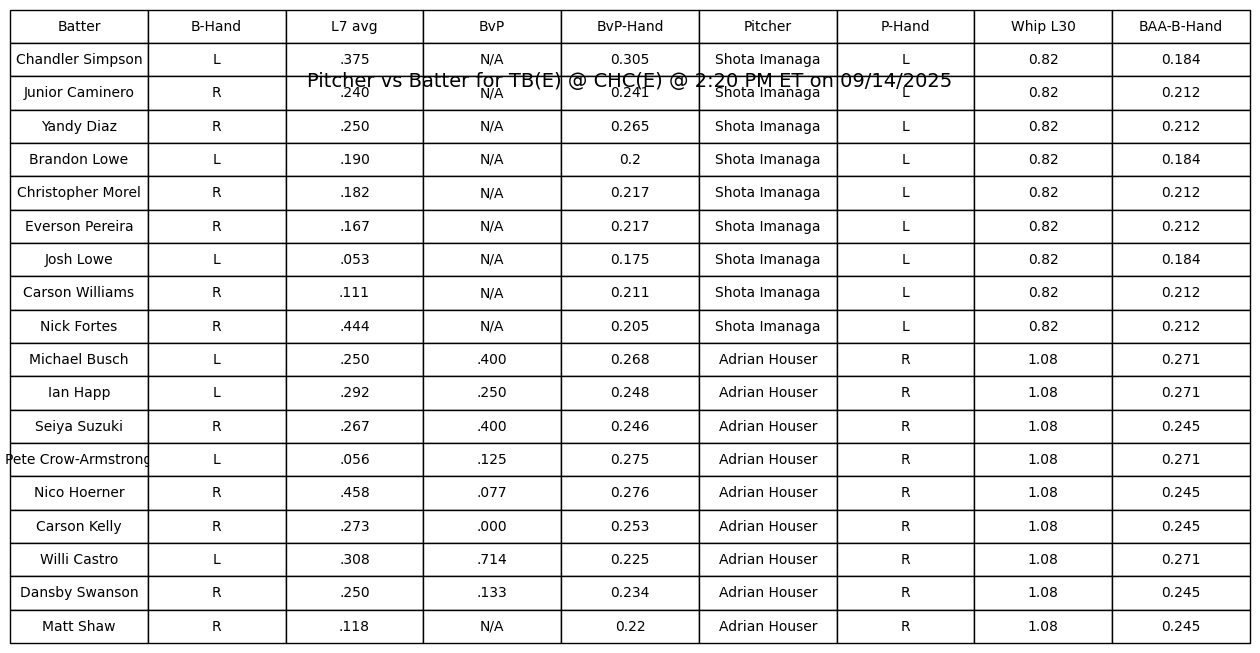 Batter B-Hand L7 avg BvP BvP-Hand Pitcher P-Hand Whip L30 BAA-B-Hand
Chandler Simpson L .375 N/A 0.305 Shota Imanaga L 0.82 0.184
Pitcher vs Batter for TB(E) @ CHC(E) @ 2:20 PM ET on 09/14/2025
Junior Caminero R .240 N/A 0.241 Shota Imanaga L 0.82 0.212
Yandy Diaz R .250 N/A 0.265 Shota Imanaga L 0.82 0.212
Brandon Lowe L .190 N/A 0.2 Shota Imanaga L 0.82 0.184
Christopher Morel R .182 N/A 0.217 Shota Imanaga L 0.82 0.212
Everson Pereira R .167 N/A 0.217 Shota Imanaga L 0.82 0.212
Josh Lowe L .053 N/A 0.175 Shota Imanaga L 0.82 0.184
Carson Williams R .111 N/A 0.211 Shota Imanaga L 0.82 0.212
Nick Fortes R .444 N/A 0.205 Shota Imanaga L 0.82 0.212
Michael Busch L .250 .400 0.268 Adrian Houser R 1.08 0.271
Ian Happ L .292 .250 0.248 Adrian Houser R 1.08 0.271
Seiya Suzuki R .267 .400 0.246 Adrian Houser R 1.08 0.245
Pete Crow-Armstrong L .056 .125 0.275 Adrian Houser R 1.08 0.271
Nico Hoerner R .458 .077 0.276 Adrian Houser R 1.08 0.245
Carson Kelly R .273 .000 0.253 Adrian Houser R 1.08 0.245
Willi Castro L .308 .714 0.225 Adrian Houser R 1.08 0.271
Dansby Swanson R .250 .133 0.234 Adrian Houser R 1.08 0.245
Matt Shaw R .118 N/A 0.22 Adrian Houser R 1.08 0.245